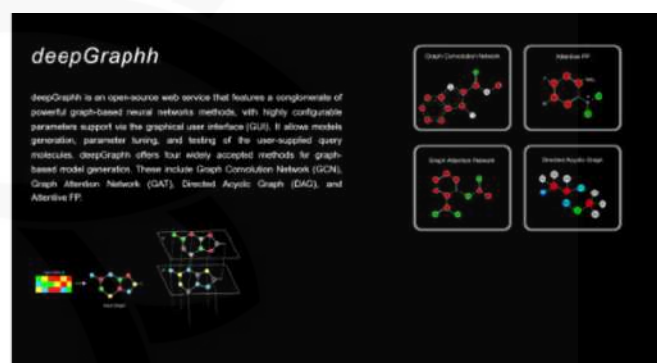 deepGraphh
Graph Convolution Network
Attentive FP
deepGraphh is an open-source web service that features a conglomerate of
powerful graph-based neural networks methods, with highly configurable
parameters support via the graphical user interface (GUI). It allows models
generation, parameter tuning, and testing of the user-supplied query
molecules. deepGraphh offers four widely accepted methods for graph-
based model generation. These include Graph Convolution Network (GCN),
Graph Attention Network (GAT), Directed Acyclic Graph (DAG), and
Attentive FP.
Graph Attention Network
Directed Acyclic Graph